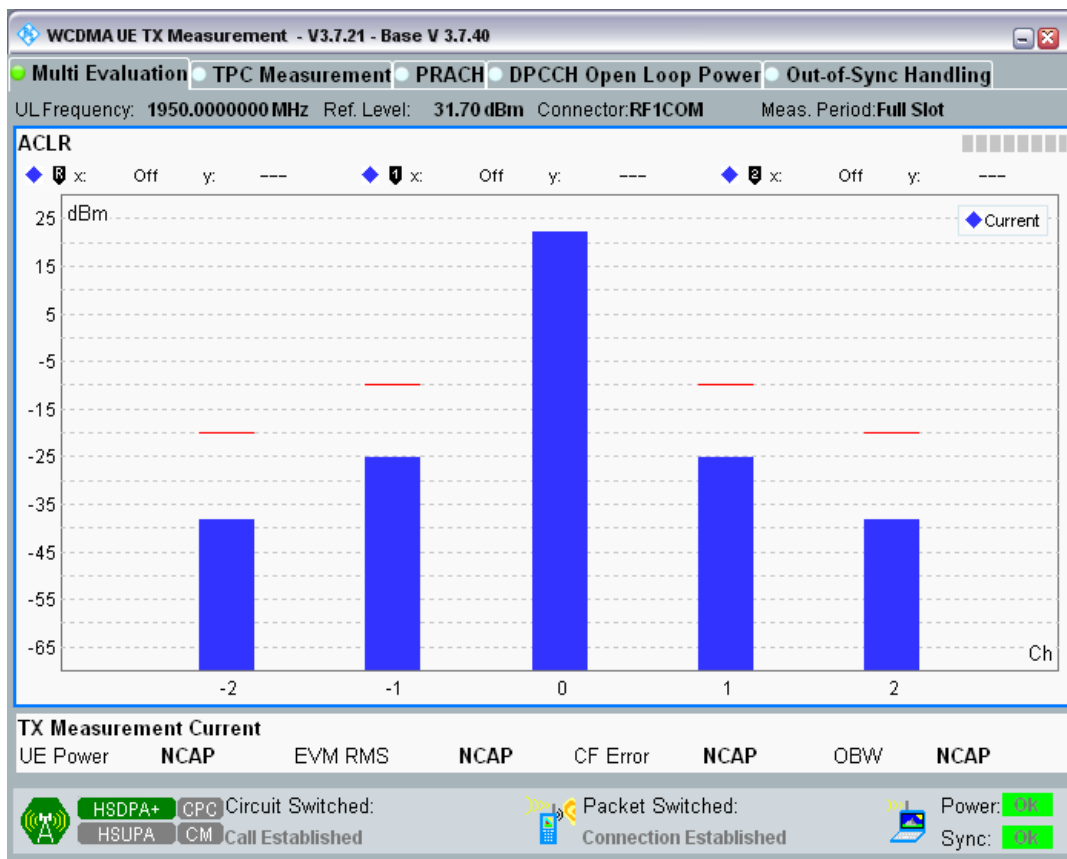 WCDMA UE TX Measurement - V3.7.21 - Base V 3.7.40
Multi Evaluation TPC Measurement PRACH DPCCH Open Loop Power Out-of-Sync Handling
UL Frequency: 1950.0000000 MHz Ref. Level: 31.70 dBm Connector:RF1COM Meas. Period:Full Slot
ACLR
R x: Off y: --- 1 x: Off y: --- 2 x: Off y: ---
dBm
Current
25
15
5
-5
-15
-25
-35
-45
-55
-65
Ch
-2 -1 0 1 2
TX Measurement Current
UE Power NCAP EVM RMS NCAP CF Error NCAP OBW NCAP
HSDPA+ CPC Circuit Switched: Packet Switched: Power: OK
HSUPA CM Call Established Connection Established Sync: OK